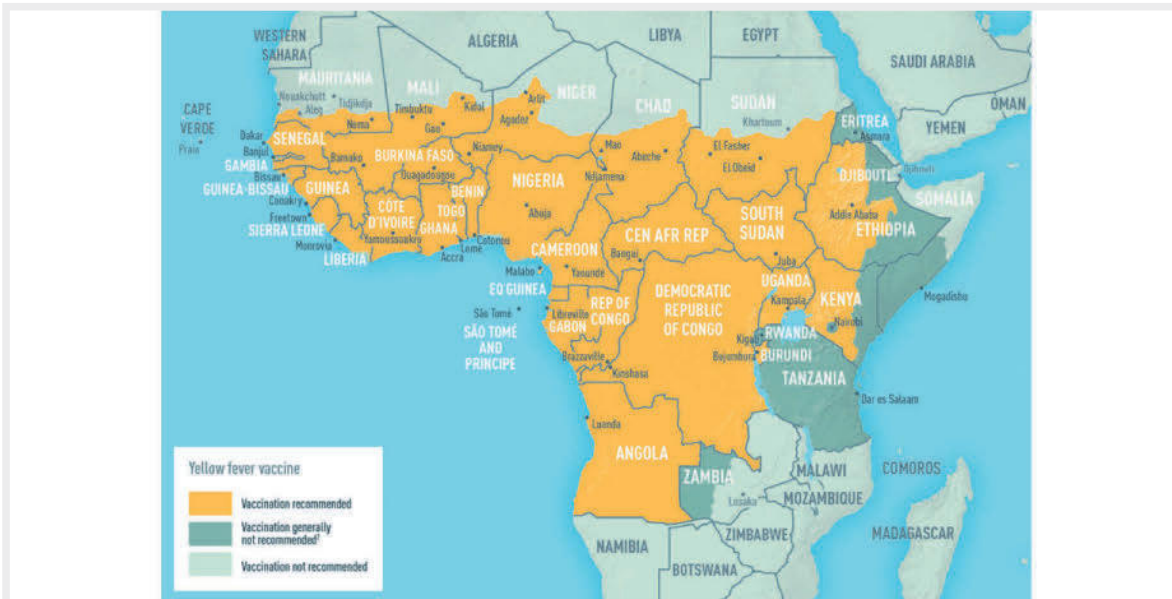 WESTERN
SAHARA
ALGERIA
LIBYA
EGYPT
SAUDI ARABIA
OMAN
YEMEN
MAURITANIA
Nouakchott
Tidjikdja
Aleg
Nema
MALI
Timbuktu
Kidal
Gao
NIGER
Arlit
Agadez
Niamey
CHAD
Mao
Abeche
Ndjamena
SUDAN
Khartoum
El Fasher
El Obeid
ERITREA
Asmara
CAPE
VERDE
Praia
Dakar
SENEGAL
Banjul
GAMBIA
Bissau
GUINEA-BISSAU
Bamako
BURKINA FASO
Ouagadougou
GUINEA
Conakry
Freetown
SIERRA LEONE
Monrovia
LIBERIA
CÔTE
D'IVOIRE
Yamoussoukro
BENIN
TOGO
GHANA
Accra
Lomé
Cotonou
NIGERIA
Abuja
CAMEROON
Yaoundé
CEN AFR REP
Bangui
SOUTH
SUDAN
Juba
DJIBOUTI
Djibouti
SOMALIA
Addis Ababa
ETHIOPIA
Mogadishu
Malabo
EQ GUINEA
São Tomé
SÃO TOMÉ
AND
PRINCIPE
Libreville
GABON
REP OF
CONGO
Brazzaville
Kinshasa
DEMOCRATIC
REPUBLIC
OF CONGO
UGANDA
Kampala
KENYA
Nairobi
RWANDA
Kigali
Bujumbura
BURUNDI
TANZANIA
Dar es Salaam
Luanda
ANGOLA
ZAMBIA
Lusaka
MALAWI
MOZAMBIQUE
COMOROS
MADAGASCAR
ZIMBABWE
NAMIBIA
BOTSWANA
Yellow fever vaccine
Vaccination recommended
Vaccination generally
not recommended¹
Vaccination not recommended